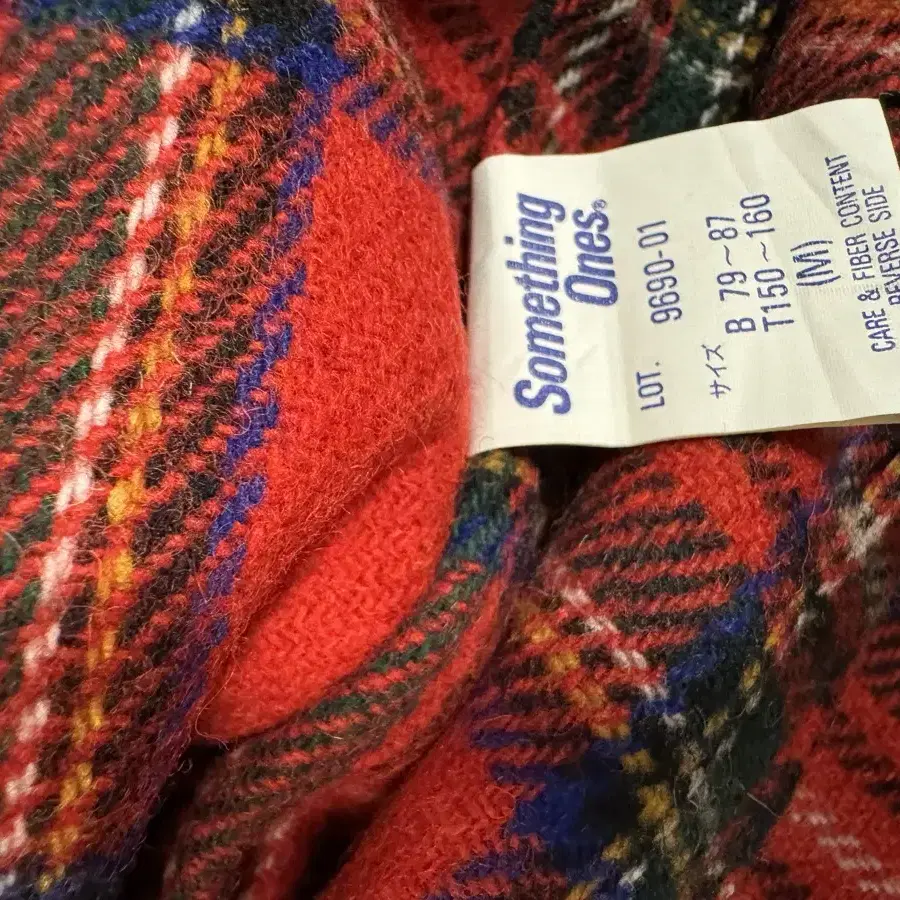 Something
Ones®
LOT. 9690-01
サイズ
B 79~87
T150~160
(M)
CARE & FIBER CONTENT
REVERSE SIDE